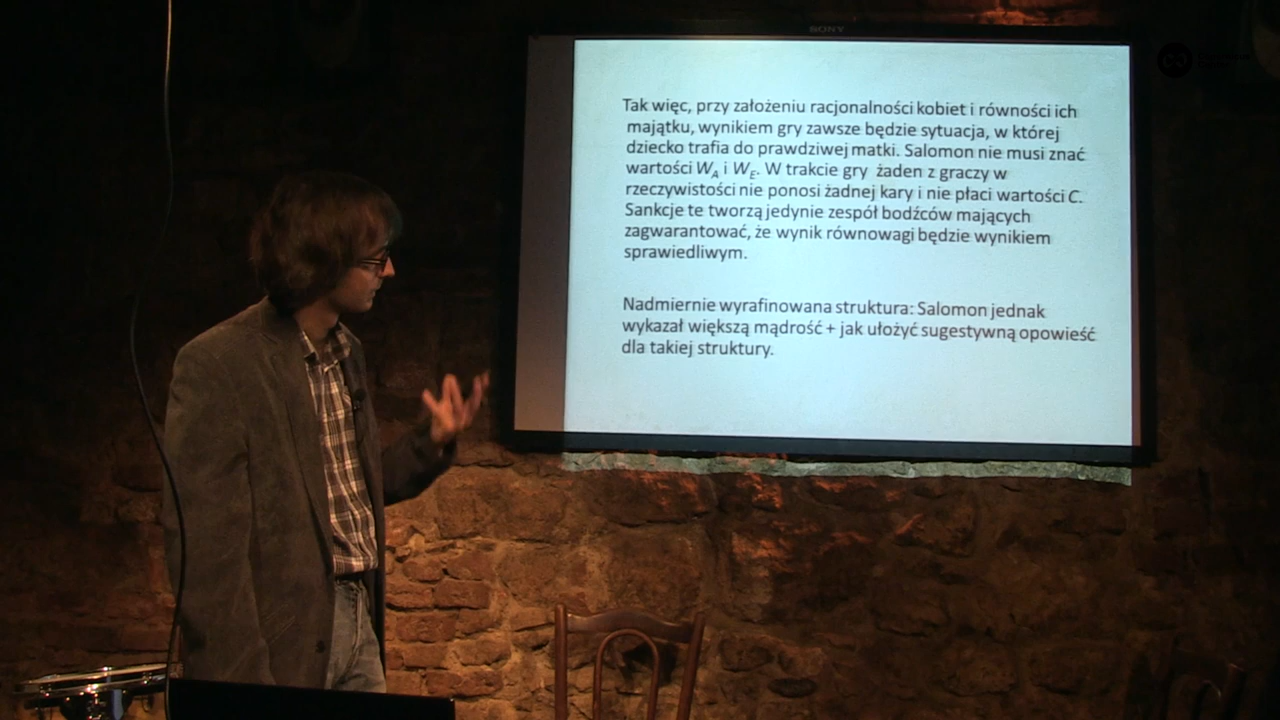 SONY
Tak więc, przy założeniu racjonalności kobiet i równości ich
majątku, wynikiem gry zawsze będzie sytuacja, w której
dziecko trafia do prawdziwej matki. Salomon nie musi znać
wartości W_A i W_E. W trakcie gry żaden z graczy w
rzeczywistości nie ponosi żadnej kary i nie płaci wartości C.
Sankcje te tworzą jedynie zespół bodźców mających
zagwarantować, że wynik równowagi będzie wynikiem
sprawiedliwym.
Nadmiernie wyrafinowana struktura: Salomon jednak
wykazał większą mądrość + jak ułożyć sugestywną opowieść
dla takiej struktury.